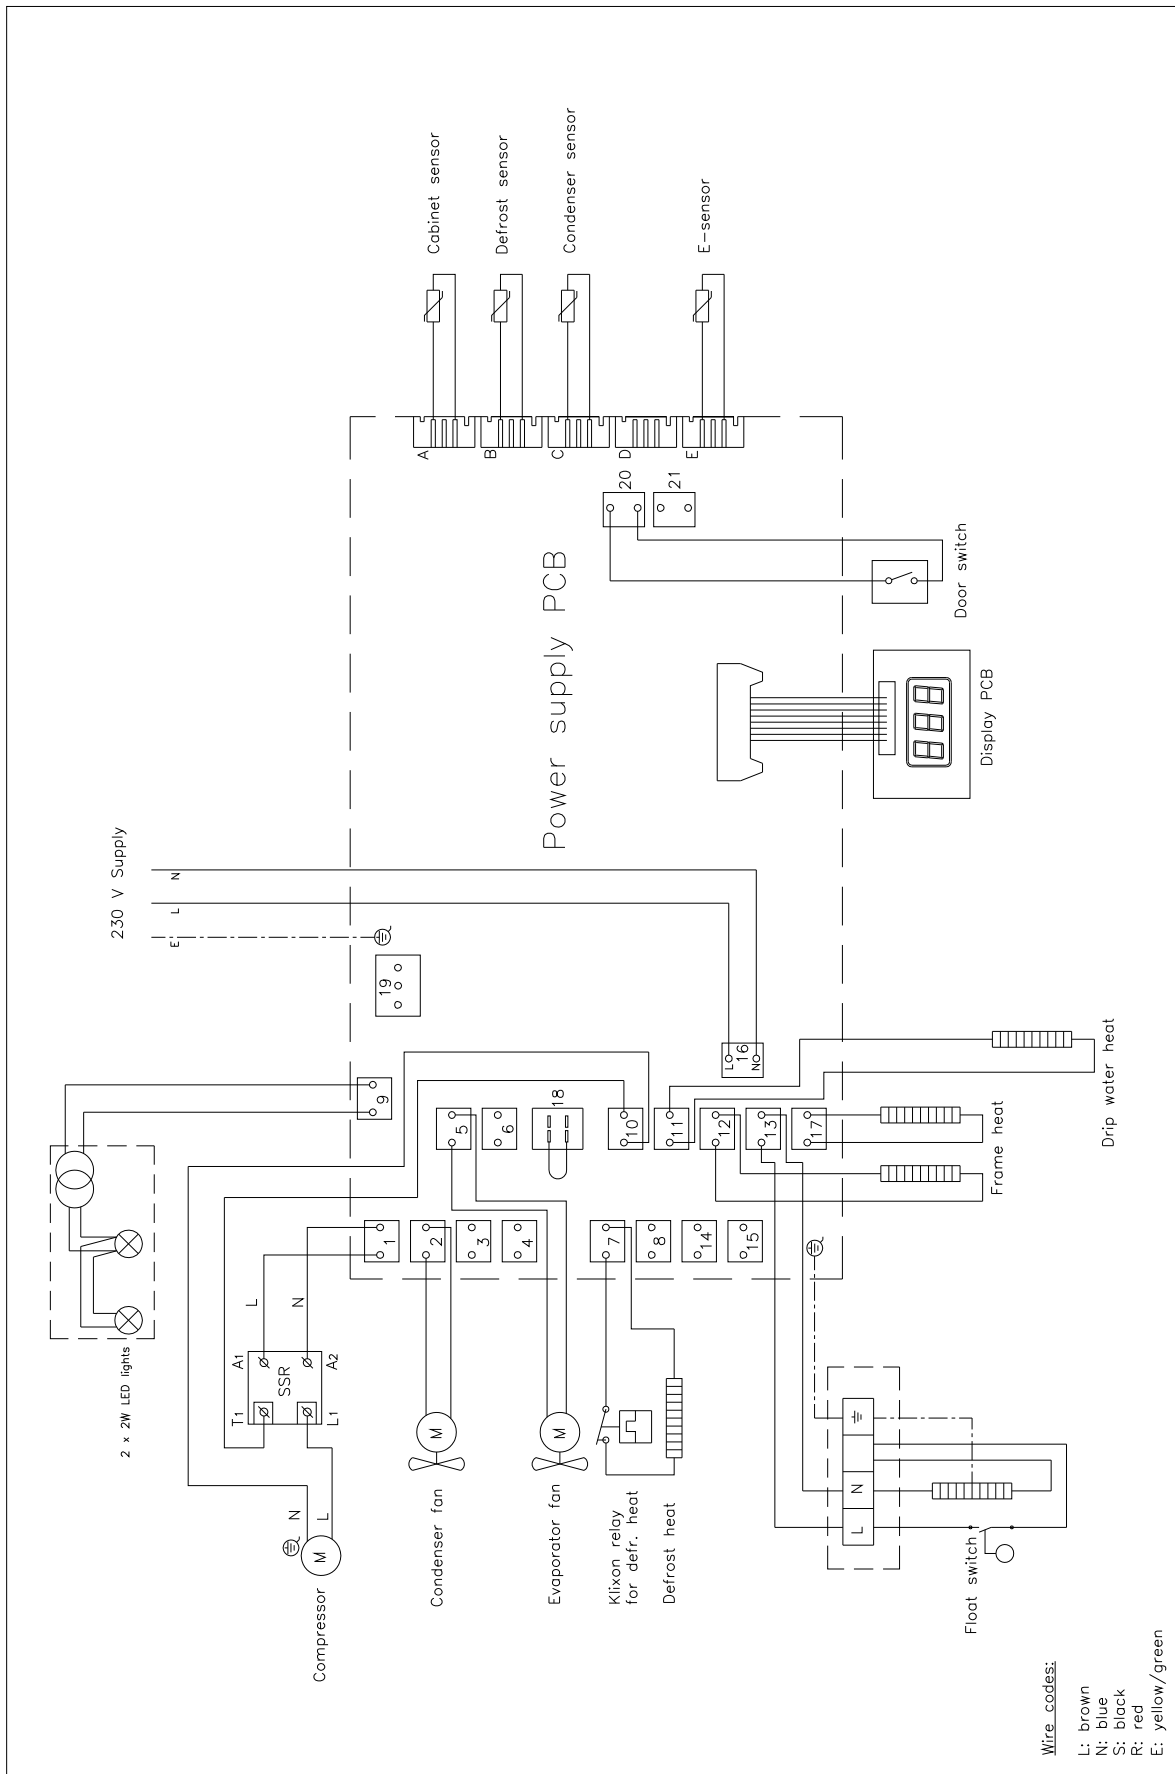 Cabinet sensor
Defrost sensor
Condenser sensor
E-sensor
A
B
C
D
E
20
21
Power supply PCB
Door switch
Display PCB
230 V Supply
E
L
N
19
9
5
6
18
10
11
12
13
17
L
16
N
Drip water heat
Frame heat
1
2
3
4
7
8
14
15
2 x 2W LED lights
L
N
A1
A2
SSR
T1
L1
N
L
M
Compressor
M
Condenser fan
M
Evaporator fan
Klixon relay
for defr. heat
Defrost heat
L
N
Float switch
Wire codes:
L: brown
N: blue
S: black
R: red
E: yellow/green